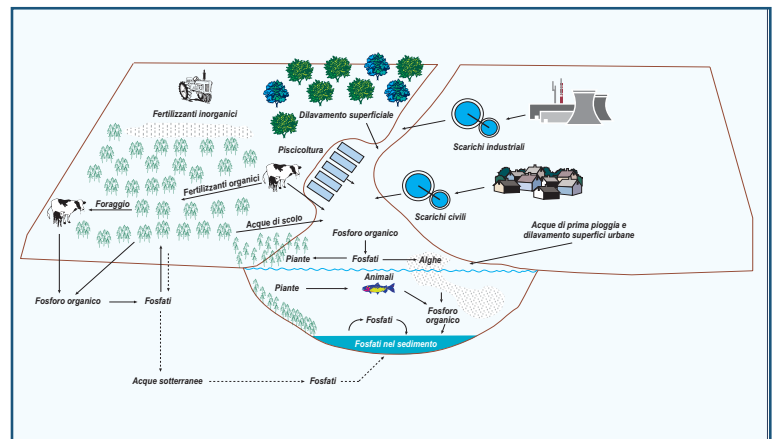 Fertilizzanti inorganici
Dilavamento superficiale
Scarichi industriali
Piscicoltura
Fertilizzanti organici
Foraggio
Acque di scolo
Scarichi civili
Fosforo organico
Acque di prima pioggia e
dilavamento superfici urbane
Piante
Fosfati
Alghe
Animali
Piante
Fosforo organico
Fosfati
Fosforo
organico
Fosfati
Fosfati nel sedimento
Acque sotterranee
Fosfati